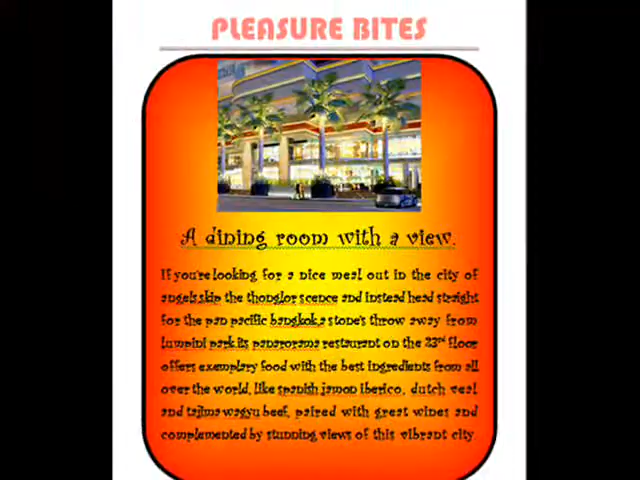 PLEASURE BITES
A dining room with a view.
If you're looking for a nice meal out in the city of
angels,skip the thonglor scence and instead head straight
for the pan pacific bangkok,a stone's throw away from
lumpini park.its panarorama restaurant on the 23rd floor
offers exemplary food with the best ingredients from all
over the world, like spanish jamon iberico, dutch veal
and tajima wagyu beef, paired with great wines and
complemented by stunning views of this vibrant city.